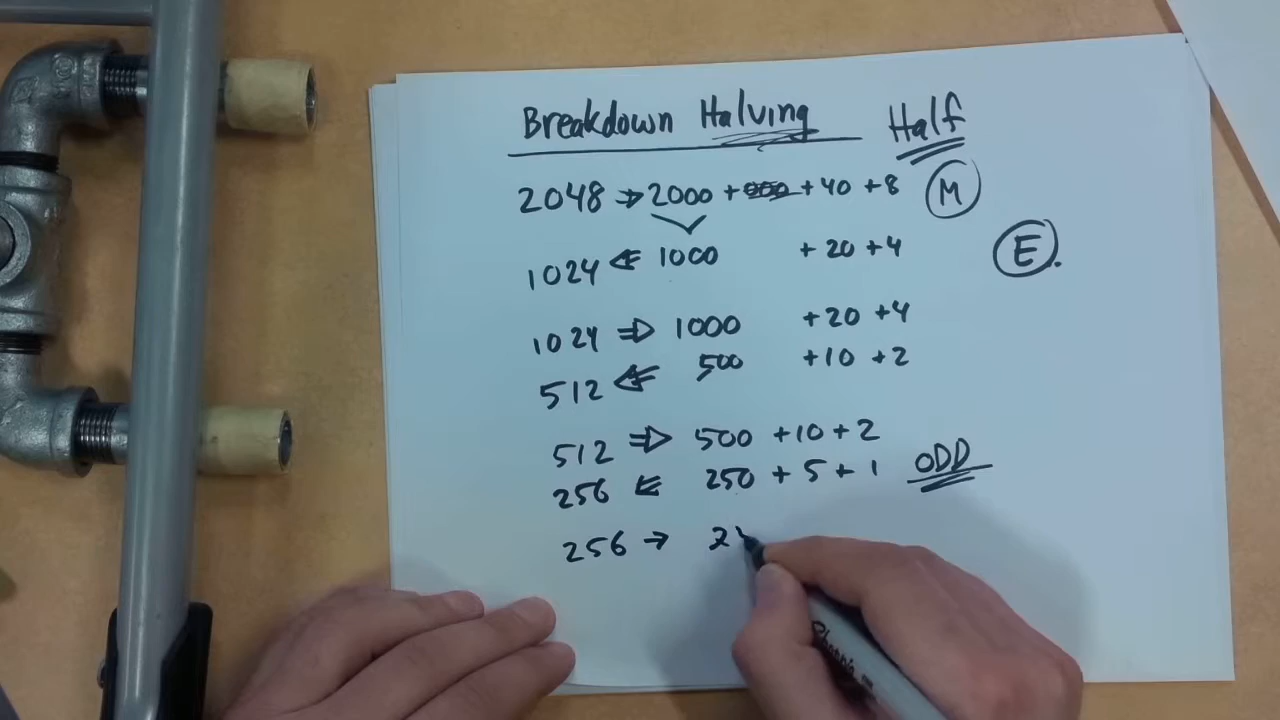 Breakdown Halving Half
2048 ⇒ 2000 + + 40 + 8 M
1024 ⇐ 1000 + 20 + 4 E.
1024 ⇒ 1000 + 20 + 4
512 ⇐ 500 + 10 + 2
512 ⇒ 500 + 10 + 2
256 ⇐ 250 + 5 + 1 ODD
256 → 2